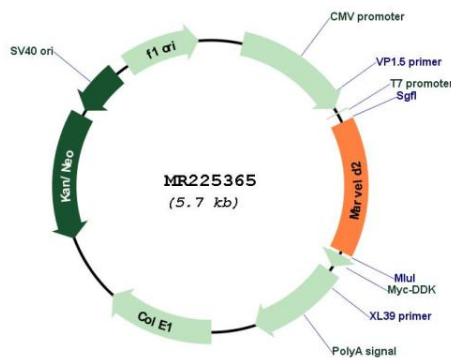 CMV promoter
VP1.5 primer
T7 promoter
SgfI
Marvel d2
MluI
Myc-DDK
XL39 primer
PolyA signal
Col E1
Kan/Neo
SV40 ori
f1 ori
MR225365
(5.7 kb)